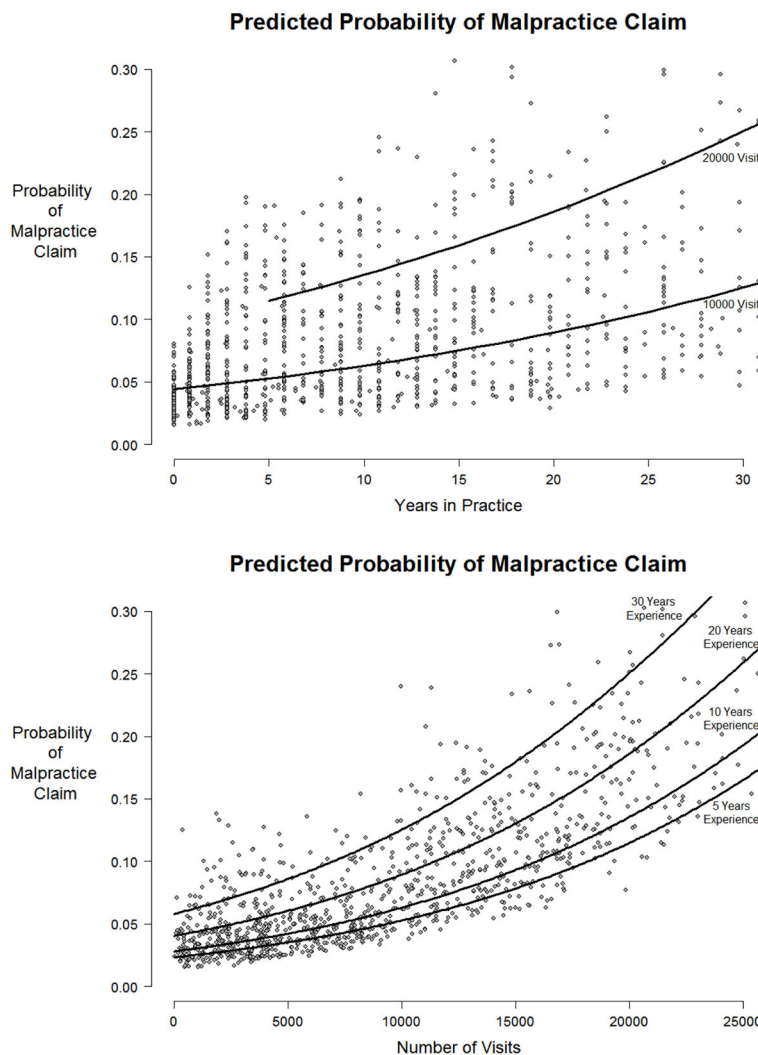 Predicted Probability of Malpractice Claim
Probability
of
Malpractice
Claim
0.30
0.25
0.20
0.15
0.10
0.05
0.00
20000 Visit
10000 Visit
0
5
10
15
20
25
30
Years in Practice
Predicted Probability of Malpractice Claim
Probability
of
Malpractice
Claim
0.30
0.25
0.20
0.15
0.10
0.05
0.00
30 Years
Experience
20 Years
Experience
10 Years
Experience
5 Years
Experience
0
5000
10000
15000
20000
25000
Number of Visits